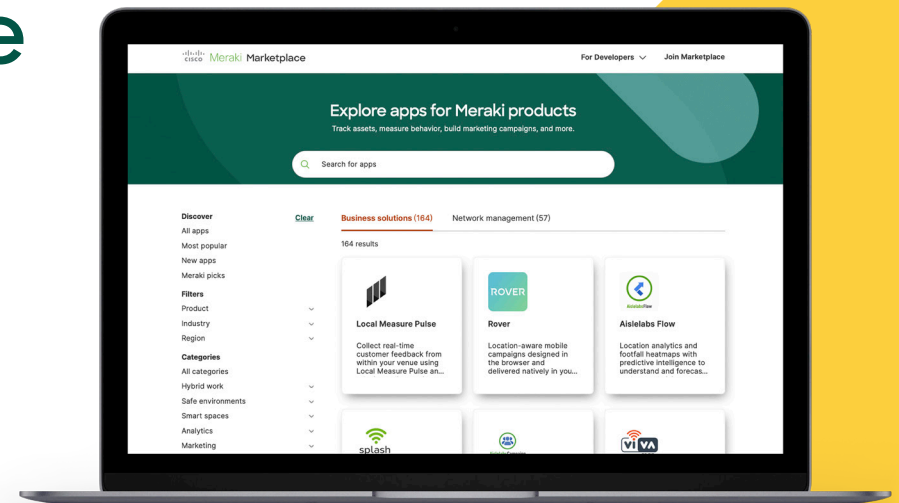 e
CISCO Meraki Marketplace
For Developers
Join Marketplace
Explore apps for Meraki products
Track assets, measure behavior, build marketing campaigns, and more.
Search for apps
Discover
Clear
All apps
Most popular
New apps
Meraki picks
Filters
Product
Industry
Region
Categories
All categories
Hybrid work
Safe environments
Smart spaces
Analytics
Marketing
Business solutions (164)
Network management (57)
164 results
Local Measure Pulse
Collect real-time
customer feedback from
within your venue using
Local Measure Pulse an...
ROVER
Rover
Location-aware mobile
campaigns designed in
the browser and
delivered natively in you...
AislelabsFlow
Aislelabs Flow
Location analytics and
footfall heatmaps with
predictive intelligence to
understand and forecas...
splash
ViVA